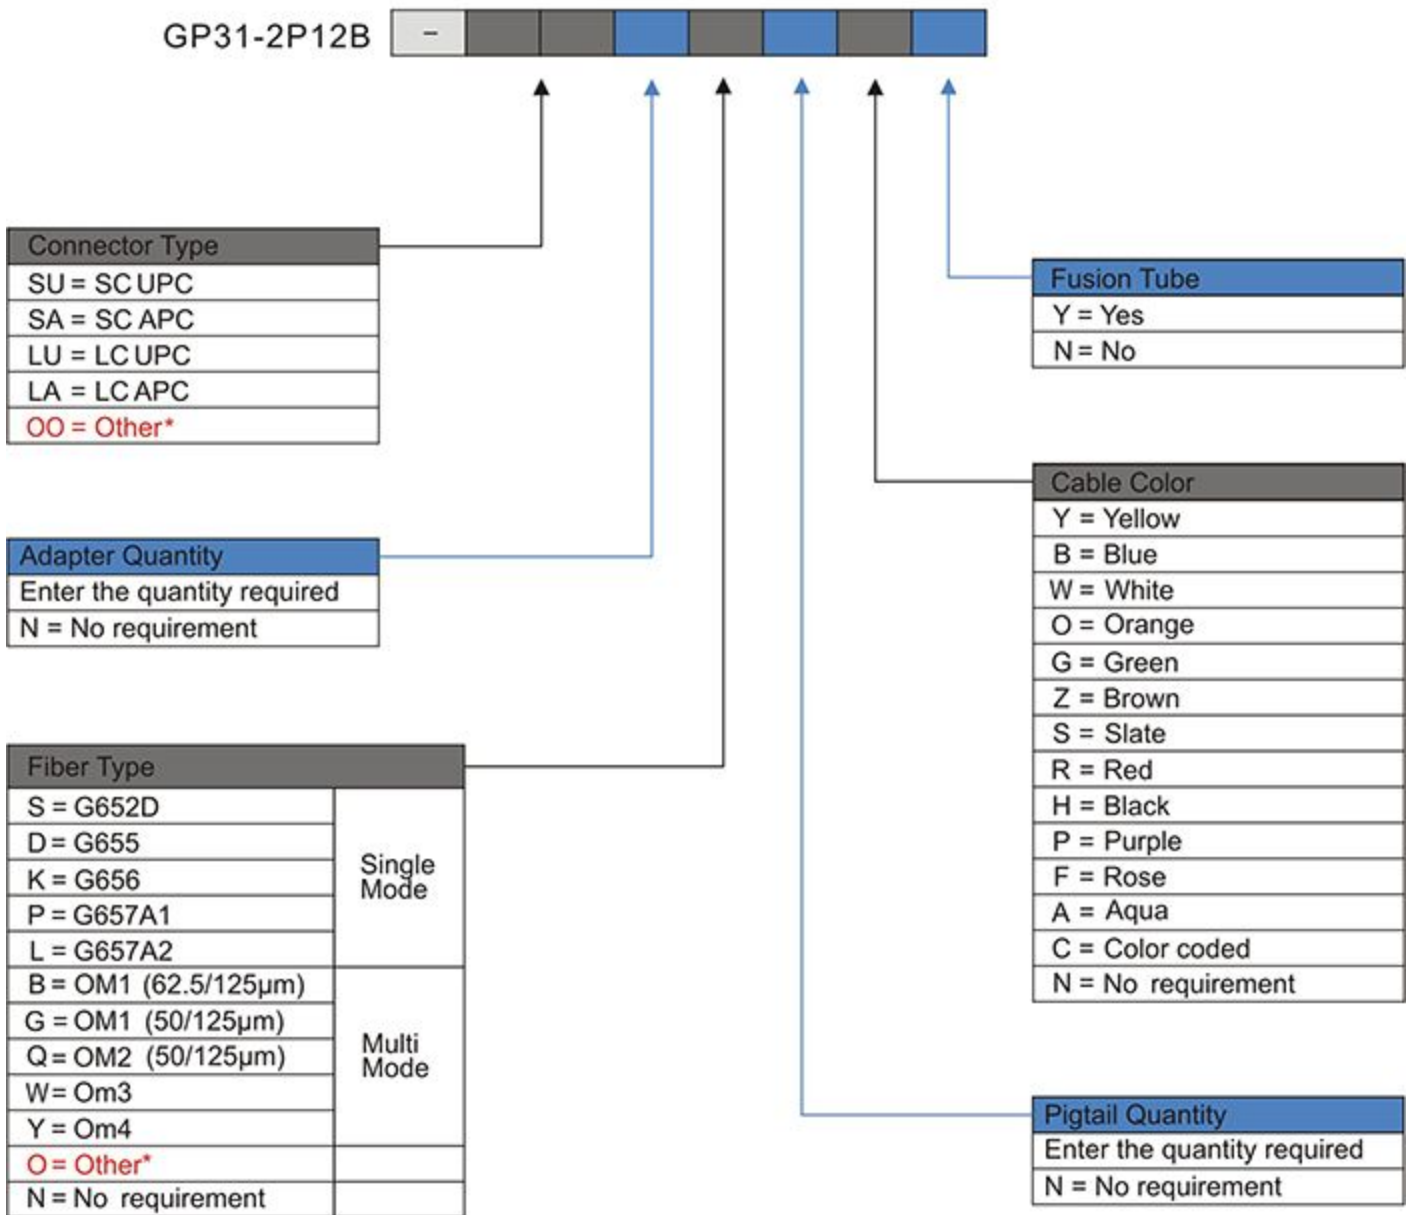 GP31-2P12B -
Connector Type
SU = SC UPC
SA = SC APC
LU = LC UPC
LA = LC APC
OO = Other*
Adapter Quantity
Enter the quantity required
N = No requirement
Fiber Type
S = G652D
D = G655
K = G656
P = G657A1
L = G657A2
Single
Mode
B = OM1 (62.5/125µm)
G = OM1 (50/125µm)
Q = OM2 (50/125µm)
W = Om3
Y = Om4
Multi
Mode
O = Other*
N = No requirement
Fusion Tube
Y = Yes
N = No
Cable Color
Y = Yellow
B = Blue
W = White
O = Orange
G = Green
Z = Brown
S = Slate
R = Red
H = Black
P = Purple
F = Rose
A = Aqua
C = Color coded
N = No requirement
Pigtail Quantity
Enter the quantity required
N = No requirement